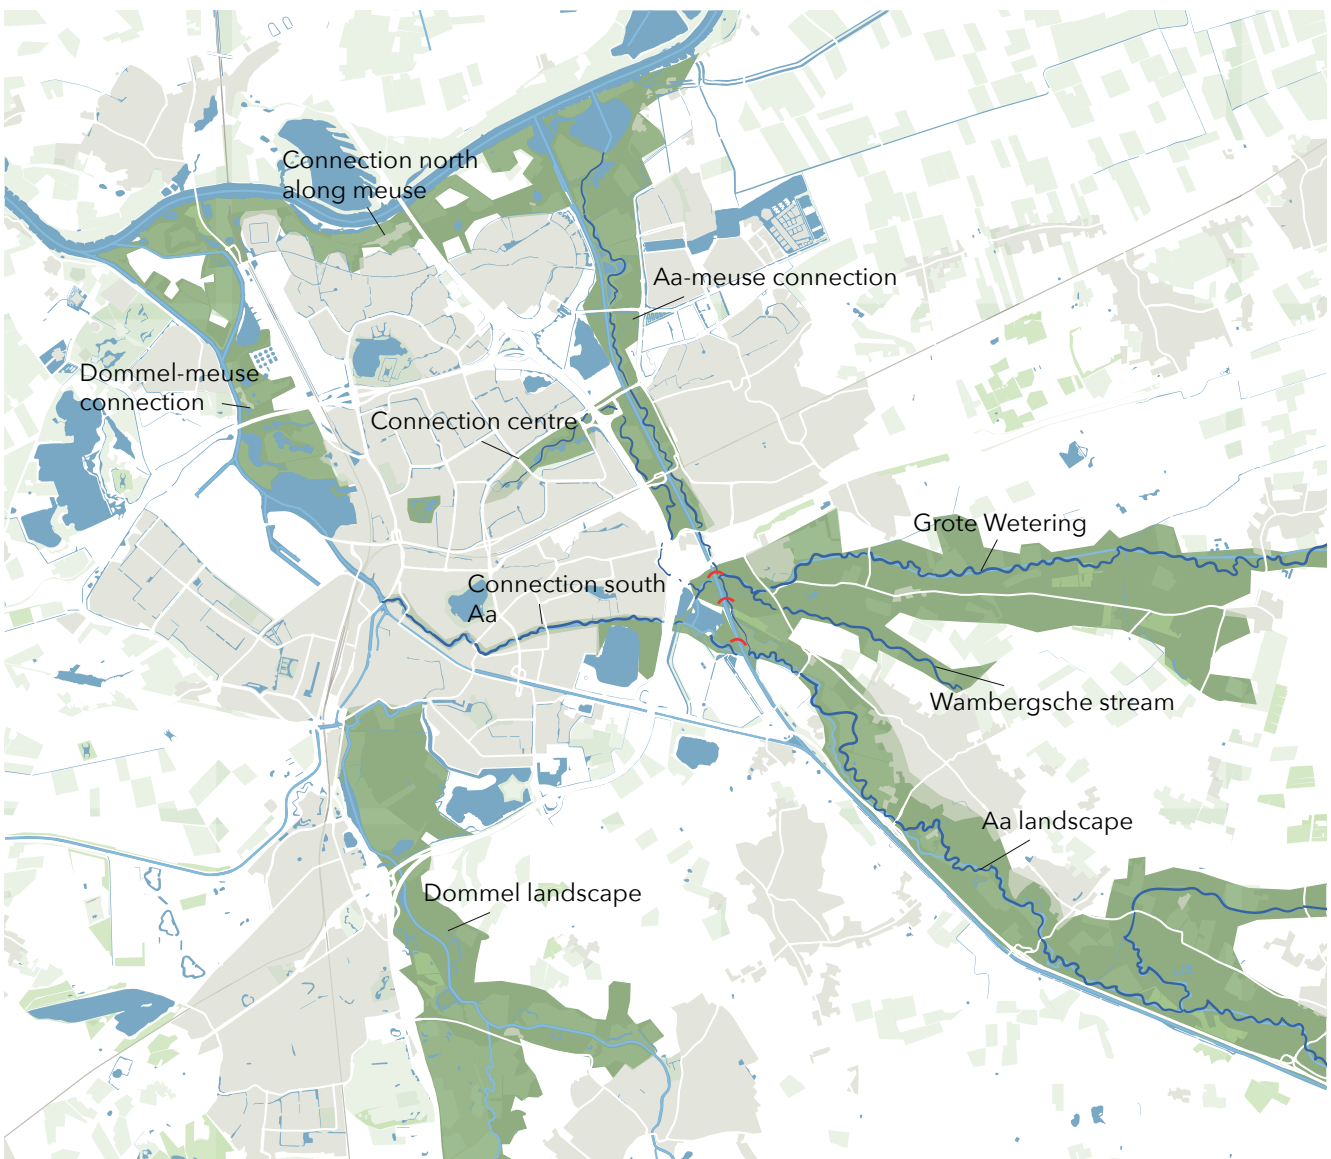 Connection north
along meuse
Aa-meuse connection
Dommel-meuse
connection
Connection centre
Grote Wetering
Connection south
Aa
Wambergsche stream
Aa landscape
Dommel landscape